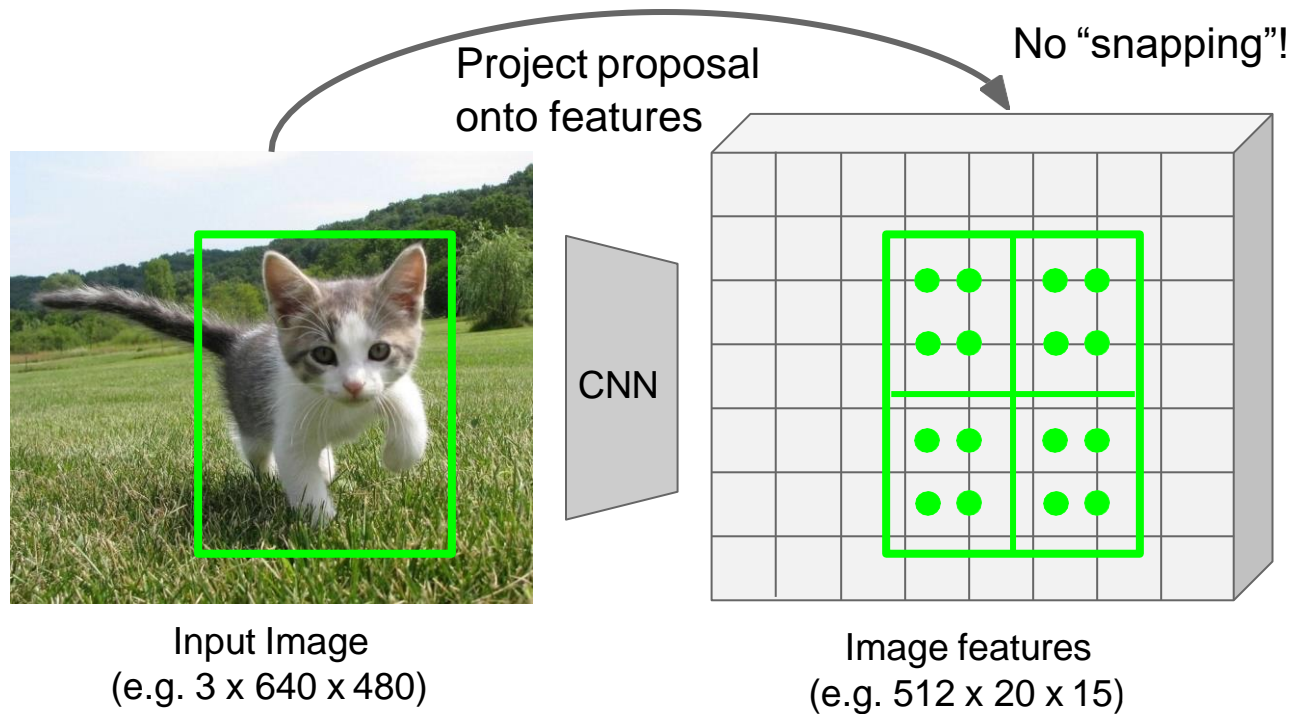 Project proposal
onto features
No “snapping”!
CNN
Input Image
(e.g. 3 x 640 x 480)
Image features
(e.g. 512 x 20 x 15)